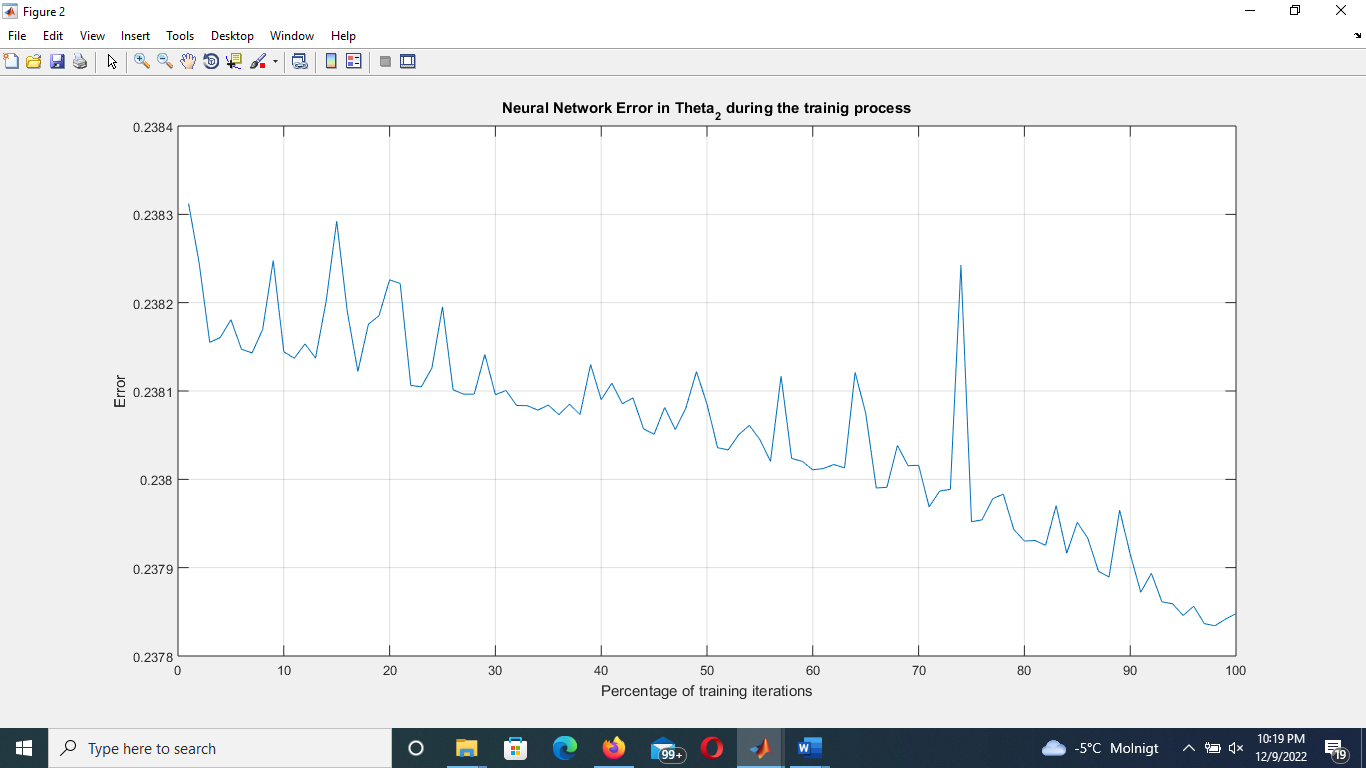 Figure 2
File Edit View Insert Tools Desktop Window Help
Neural Network Error in Theta2 during the trainig process
0.2384
0.2383
0.2382
0.2381
0.238
0.2379
0.2378
Error
0 10 20 30 40 50 60 70 80 90 100
Percentage of training iterations
Type here to search
99+
W
-5°C Molnigt
10:19 PM
12/9/2022
19